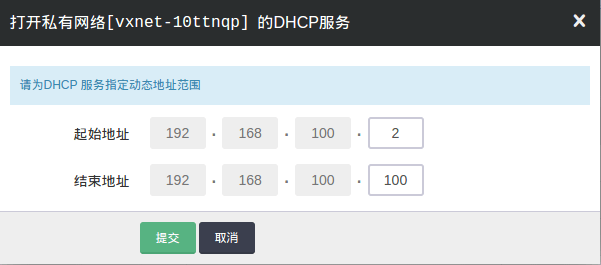 打开私有网络[vxnet-10ttnqp] 的DHCP服务 ×
请为DHCP 服务指定动态地址范围
起始地址 192 . 168 . 100 . 2
结束地址 192 . 168 . 100 . 100
提交 取消